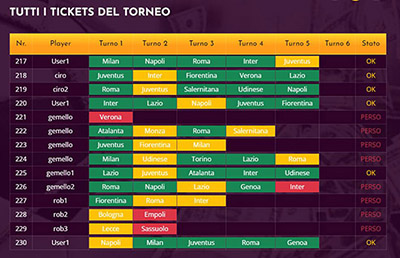 TUTTI I TICKETS DEL TORNEO
Nr. Player Turno 1 Turno 2 Turno 3 Turno 4 Turno 5 Turno 6 Stato
217 User1 Milan Napoli Roma Inter Juventus OK
218 ciro Juventus Inter Fiorentina Verona Lazio OK
219 ciro2 Roma Juventus Salernitana Udinese Napoli OK
220 User1 Inter Lazio Napoli Juventus Fiorentina OK
221 gemello Verona PERSO
222 gemello Atalanta Monza Roma Salernitana PERSO
223 gemello Juventus Fiorentina Milan PERSO
224 gemello Milan Udinese Torino Lazio Roma PERSO
225 gemello1 Lazio Juventus Atalanta Inter Udinese OK
226 gemello2 Roma Napoli Lazio Genoa Inter PERSO
227 rob1 Fiorentina Roma Inter PERSO
228 rob2 Bologna Empoli PERSO
229 rob3 Lecce Sassuolo PERSO
230 User1 Napoli Milan Juventus Roma Genoa OK